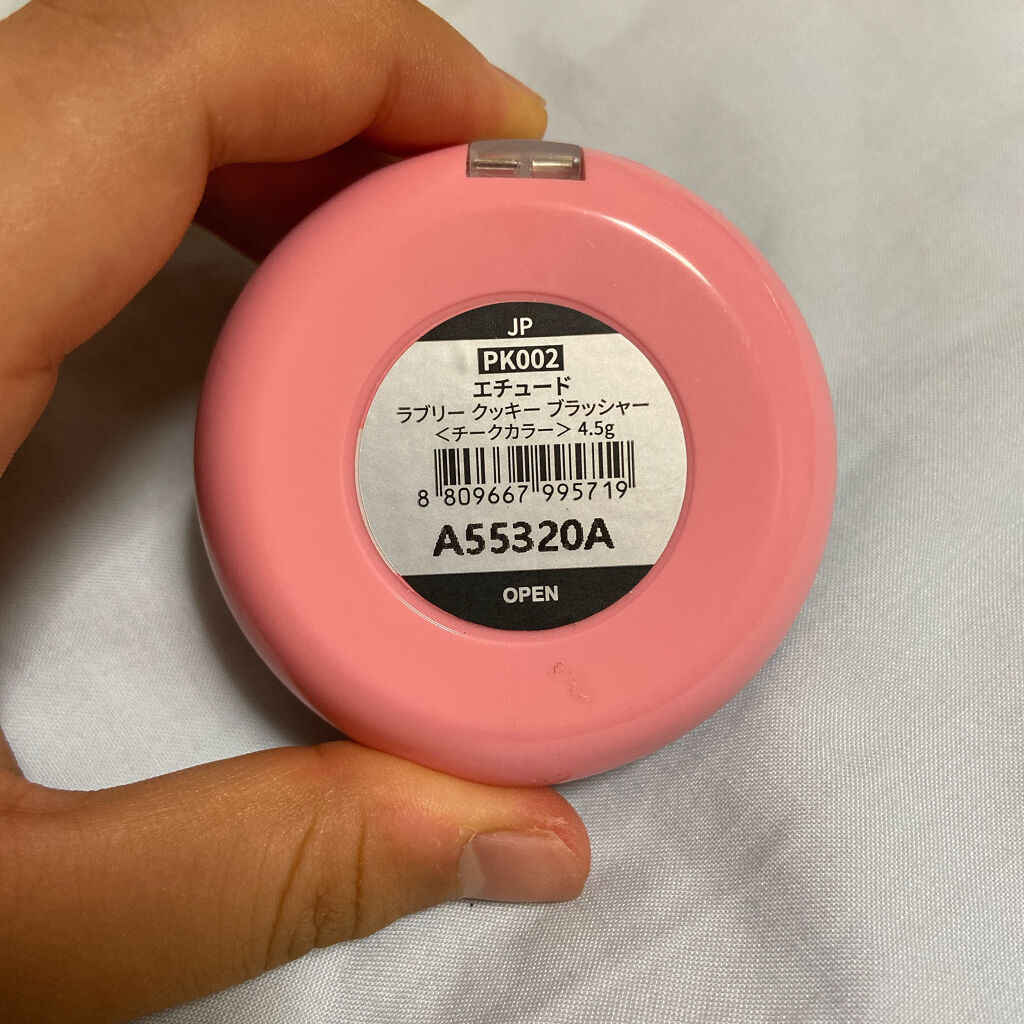 JP
PK002
エチュード
ラブリー クッキー ブラッシャー
＜チークカラー＞ 4.5g
8 809667 995719
A55320A
OPEN